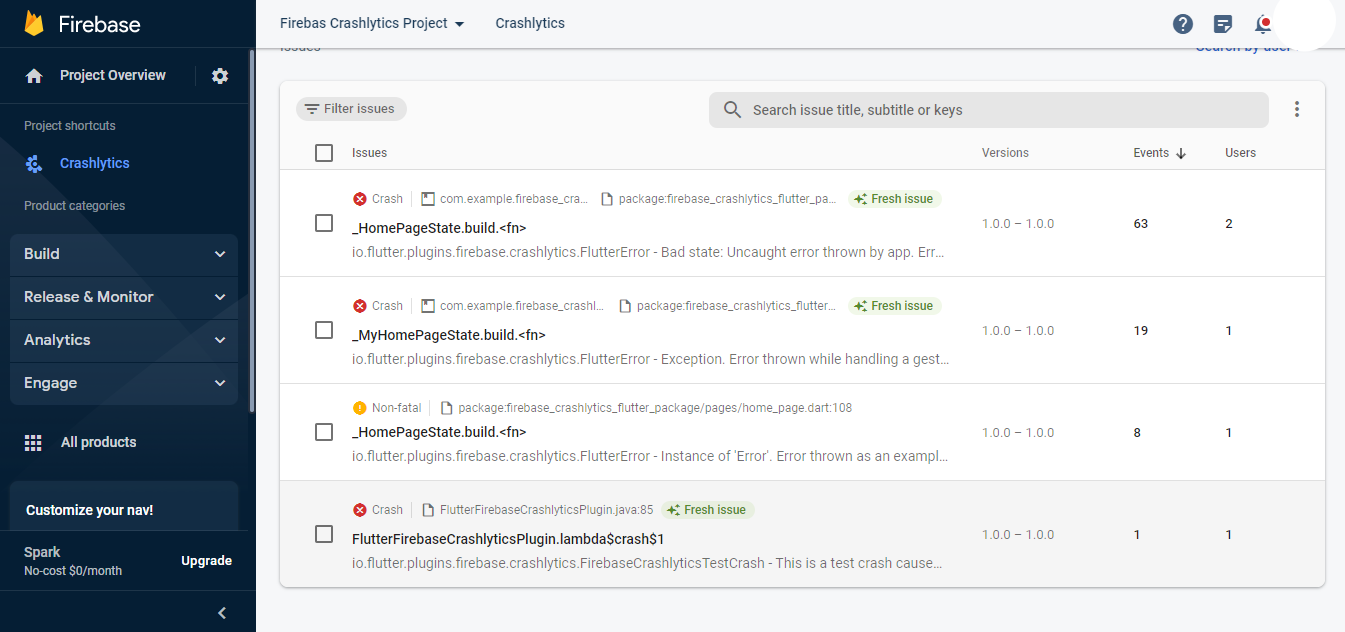 Firebase
Firebas Crashlytics Project
Crashlytics
Issues
Search by user
Project Overview
Project shortcuts
Crashlytics
Product categories
Build
Release & Monitor
Analytics
Engage
All products
Customize your nav!
Spark
No-cost $0/month
Upgrade
Filter issues
Search issue title, subtitle or keys
Issues Versions Events Users
Crash com.example.firebase_cra... package:firebase_crashlytics_flutter_pa... Fresh issue
_HomePageState.build.<fn> 1.0.0 – 1.0.0 63 2
io.flutter.plugins.firebase.crashlytics.FlutterError - Bad state: Uncaught error thrown by app. Err...
Crash com.example.firebase_crashl... package:firebase_crashlytics_flutter... Fresh issue
_MyHomePageState.build.<fn> 1.0.0 – 1.0.0 19 1
io.flutter.plugins.firebase.crashlytics.FlutterError - Exception. Error thrown while handling a gest...
Non-fatal package:firebase_crashlytics_flutter_package/pages/home_page.dart:108
_HomePageState.build.<fn> 1.0.0 – 1.0.0 8 1
io.flutter.plugins.firebase.crashlytics.FlutterError - Instance of 'Error'. Error thrown as an exampl...
Crash FlutterFirebaseCrashlyticsPlugin.java:85 Fresh issue
FlutterFirebaseCrashlyticsPlugin.lambda$crash$1 1.0.0 – 1.0.0 1 1
io.flutter.plugins.firebase.crashlytics.FirebaseCrashlyticsTestCrash - This is a test crash cause...